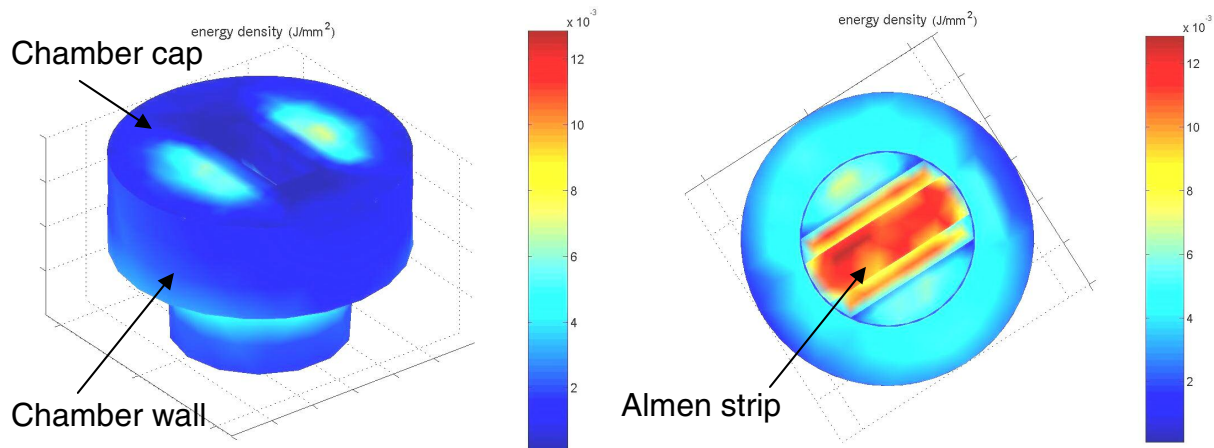 energy density (J/mm²)
x 10⁻³
Chamber cap
12
10
8
6
4
2
Chamber wall
energy density (J/mm²)
x 10⁻³
12
10
8
6
4
2
Almen strip